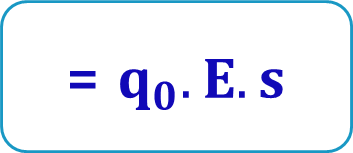 = q₀. E. s